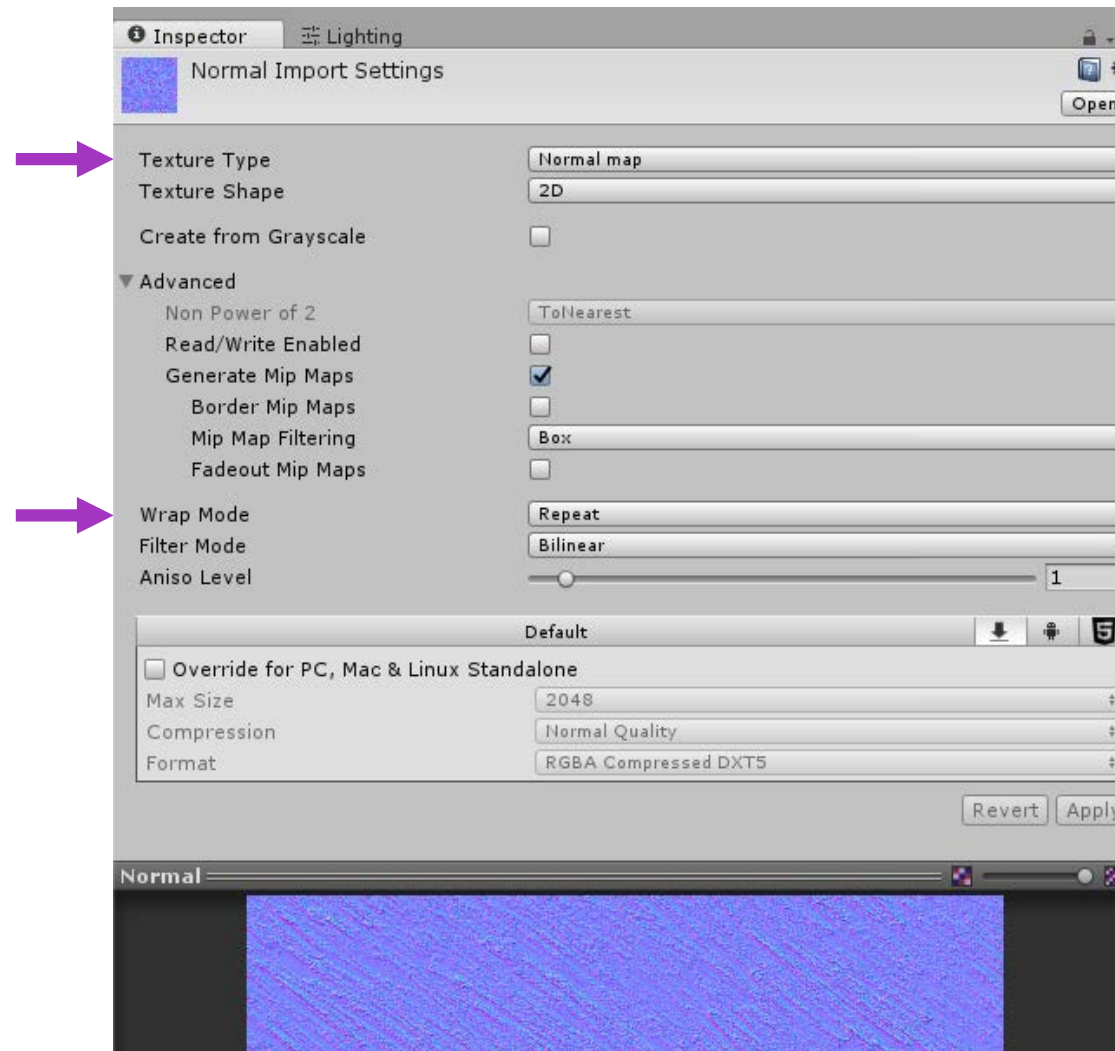 Inspector Lighting
Normal Import Settings
Open
Texture Type Normal map
Texture Shape 2D
Create from Grayscale
Advanced
Non Power of 2 ToNearest
Read/Write Enabled
Generate Mip Maps
Border Mip Maps
Mip Map Filtering Box
Fadeout Mip Maps
Wrap Mode Repeat
Filter Mode Bilinear
Aniso Level 1
Default
Override for PC, Mac & Linux Standalone
Max Size 2048
Compression Normal Quality
Format RGBA Compressed DXT5
Revert Apply
Normal